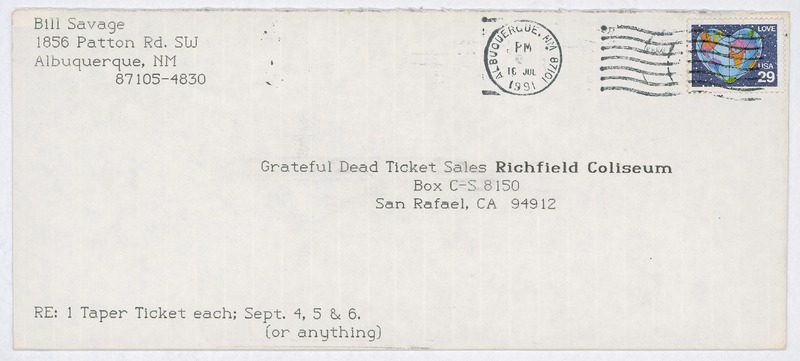 Bill Savage
1856 Patton Rd. SW
Albuquerque, NM
87105-4830
ALBUQUERQUE, NM 87101
PM
16 JUL
1991
LOVE
USA
29
Grateful Dead Ticket Sales Richfield Coliseum
Box C-S 8150
San Rafael, CA 94912
RE: 1 Taper Ticket each; Sept. 4, 5 & 6.
(or anything)